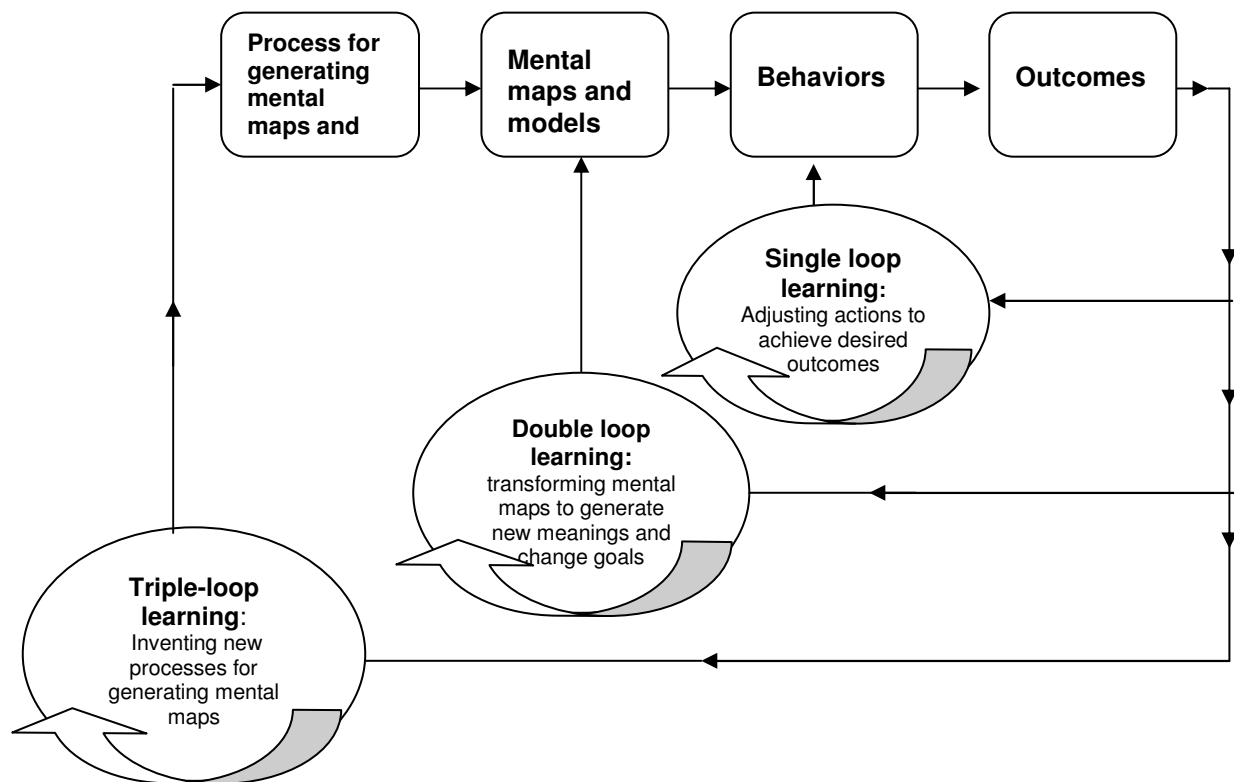 Process for
generating
mental
maps and
Mental
maps and
models
Behaviors
Outcomes
Single loop
learning:
Adjusting actions to
achieve desired
outcomes
Double loop
learning:
transforming mental
maps to generate
new meanings and
change goals
Triple-loop
learning:
Inventing new
processes for
generating mental
maps